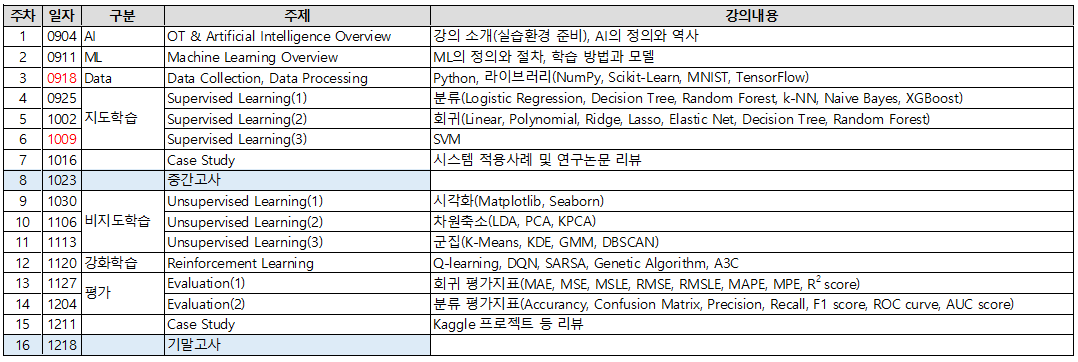 주차 일자 구분 주제 강의내용
1 0904 AI OT & Artificial Intelligence Overview 강의 소개(실습환경 준비), AI의 정의와 역사
2 0911 ML Machine Learning Overview ML의 정의와 절차, 학습 방법과 모델
3 0918 Data Data Collection, Data Processing Python, 라이브러리(NumPy, Scikit-Learn, MNIST, TensorFlow)
4 0925 지도학습 Supervised Learning(1) 분류(Logistic Regression, Decision Tree, Random Forest, k-NN, Naive Bayes, XGBoost)
5 1002 Supervised Learning(2) 회귀(Linear, Polynomial, Ridge, Lasso, Elastic Net, Decision Tree, Random Forest)
6 1009 Supervised Learning(3) SVM
7 1016 Case Study 시스템 적용사례 및 연구논문 리뷰
8 1023 중간고사
9 1030 비지도학습 Unsupervised Learning(1) 시각화(Matplotlib, Seaborn)
10 1106 Unsupervised Learning(2) 차원축소(LDA, PCA, KPCA)
11 1113 Unsupervised Learning(3) 군집(K-Means, KDE, GMM, DBSCAN)
12 1120 강화학습 Reinforcement Learning Q-learning, DQN, SARSA, Genetic Algorithm, A3C
13 1127 평가 Evaluation(1) 회귀 평가지표(MAE, MSE, MSLE, RMSE, RMSLE, MAPE, MPE, R² score)
14 1204 Evaluation(2) 분류 평가지표(Accurancy, Confusion Matrix, Precision, Recall, F1 score, ROC curve, AUC score)
15 1211 Case Study Kaggle 프로젝트 등 리뷰
16 1218 기말고사